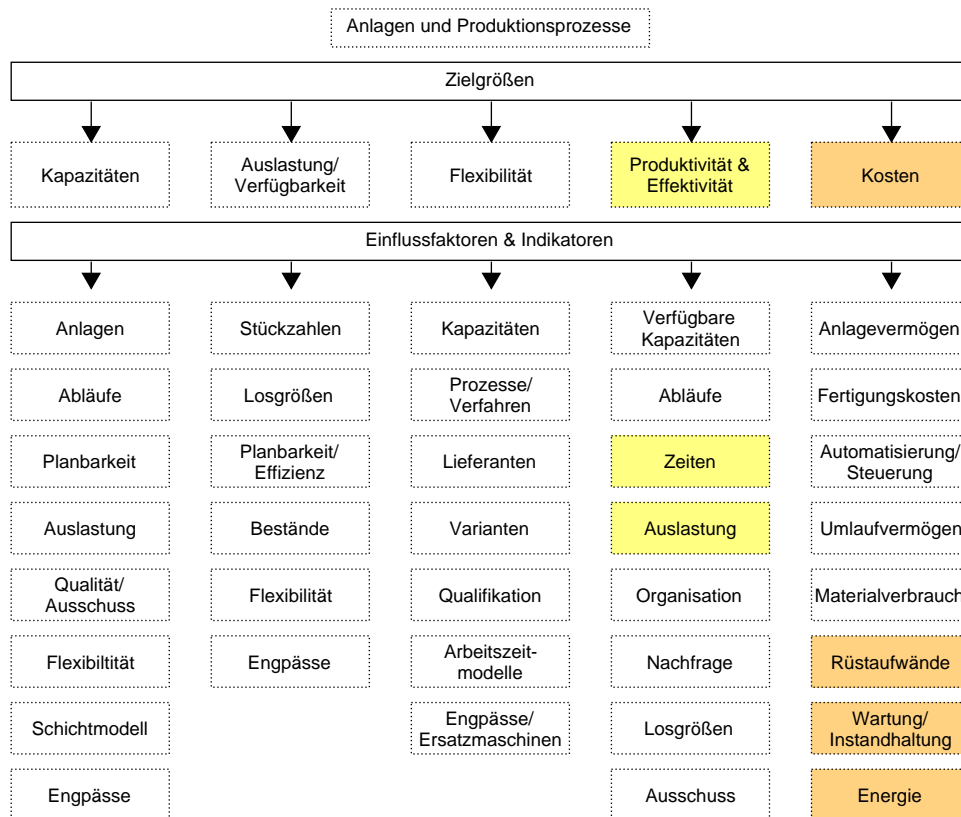 Anlagen und Produktionsprozesse
Zielgrößen
Kapazitäten
Auslastung/
Verfügbarkeit
Flexibilität
Produktivität &
Effektivität
Kosten
Einflussfaktoren & Indikatoren
Anlagen
Abläufe
Planbarkeit
Auslastung
Qualität/
Ausschuss
Flexibiltität
Schichtmodell
Engpässe
Stückzahlen
Losgrößen
Planbarkeit/
Effizienz
Bestände
Flexibilität
Engpässe
Kapazitäten
Prozesse/
Verfahren
Lieferanten
Varianten
Qualifikation
Arbeitszeit-
modelle
Engpässe/
Ersatzmaschinen
Verfügbare
Kapazitäten
Abläufe
Zeiten
Auslastung
Organisation
Nachfrage
Losgrößen
Ausschuss
Anlagevermögen
Fertigungskosten
Automatisierung/
Steuerung
Umlaufvermögen
Materialverbrauch
Rüstaufwände
Wartung/
Instandhaltung
Energie